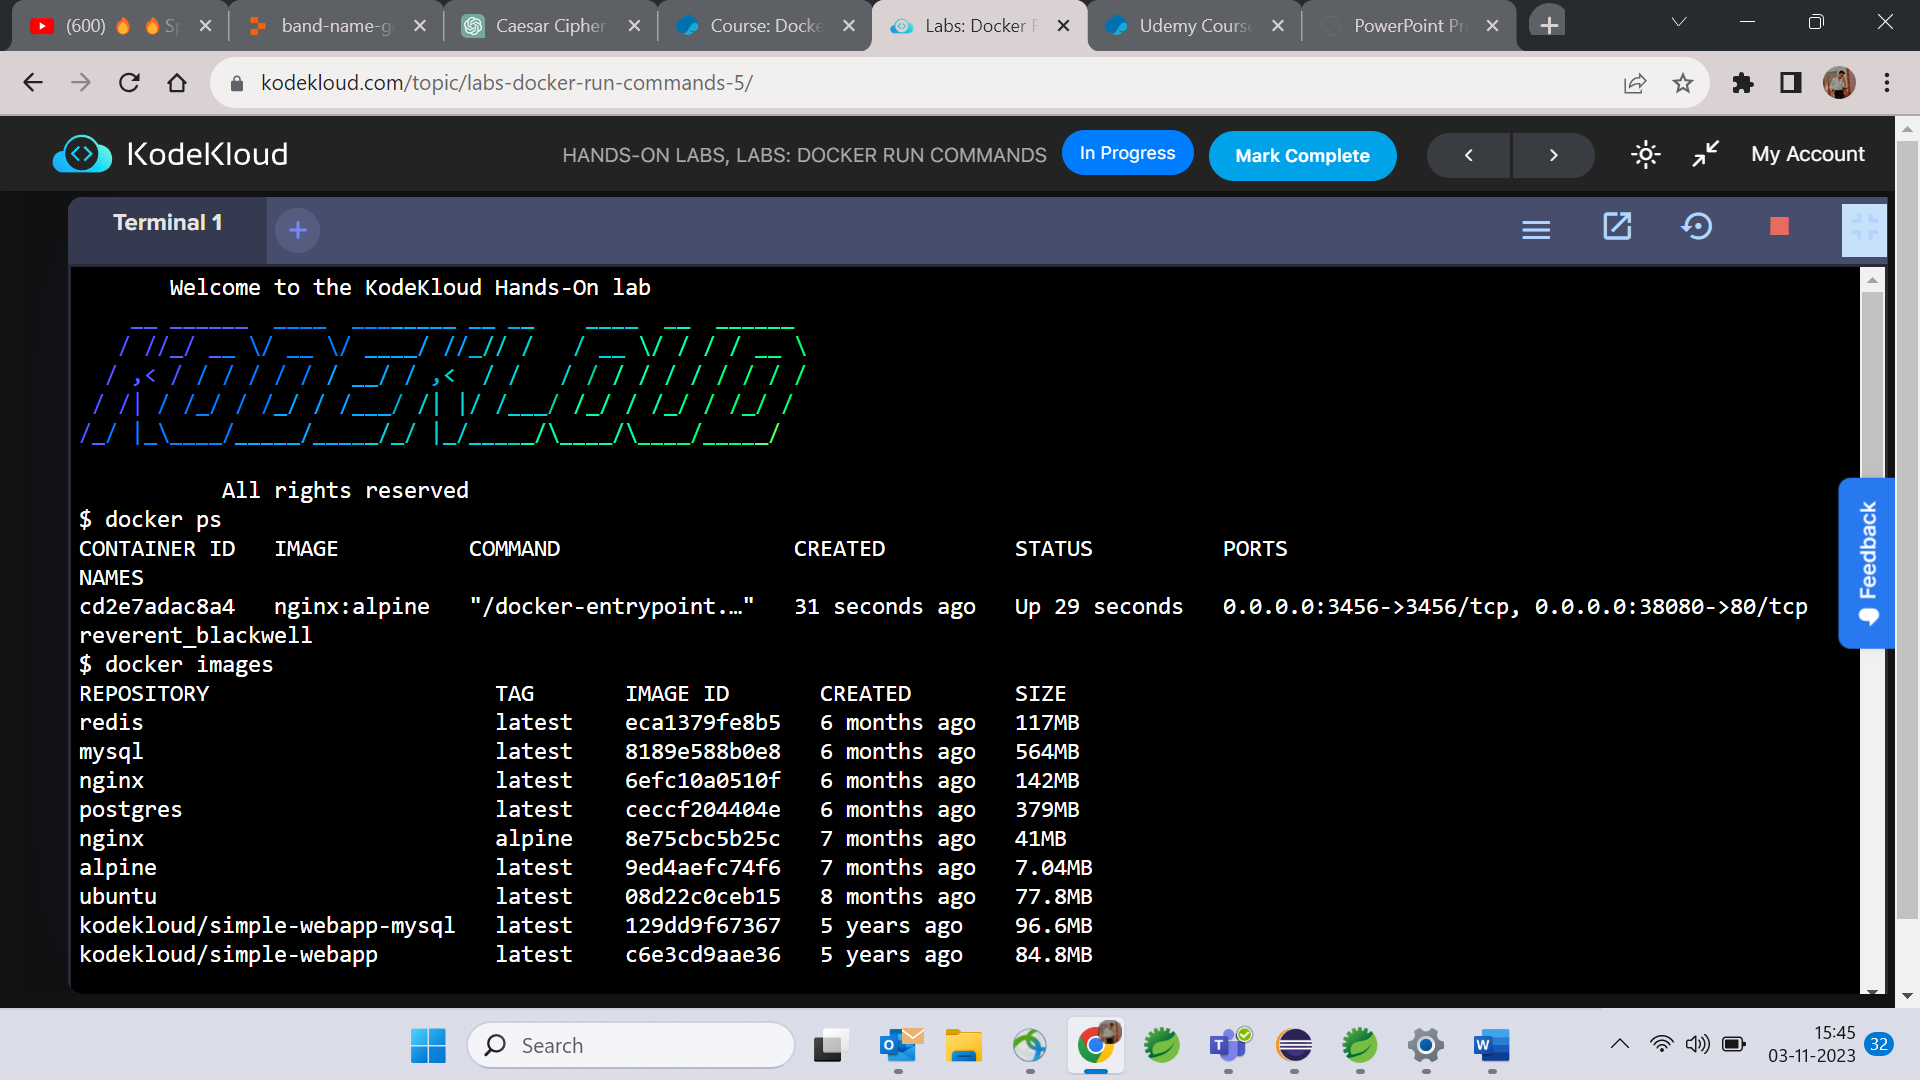 (600) 🔥 🔥 Sp
band-name-ge
Caesar Cipher
Course: Docke
Labs: Docker R
Udemy Course
PowerPoint Pr
kodekloud.com/topic/labs-docker-run-commands-5/
KodeKloud
HANDS-ON LABS, LABS: DOCKER RUN COMMANDS
In Progress
Mark Complete
My Account
Terminal 1
Welcome to the KodeKloud Hands-On lab
KODEKLOUD
All rights reserved
$ docker ps
CONTAINER ID IMAGE COMMAND CREATED STATUS PORTS
NAMES
cd2e7adac8a4 nginx:alpine "/docker-entrypoint.…" 31 seconds ago Up 29 seconds 0.0.0.0:3456->3456/tcp, 0.0.0.0:38080->80/tcp
reverent_blackwell
$ docker images
REPOSITORY TAG IMAGE ID CREATED SIZE
redis latest eca1379fe8b5 6 months ago 117MB
mysql latest 8189e588b0e8 6 months ago 564MB
nginx latest 6efc10a0510f 6 months ago 142MB
postgres latest ceccf204404e 6 months ago 379MB
nginx alpine 8e75cbc5b25c 7 months ago 41MB
alpine latest 9ed4aefc74f6 7 months ago 7.04MB
ubuntu latest 08d22c0ceb15 8 months ago 77.8MB
kodekloud/simple-webapp-mysql latest 129dd9f67367 5 years ago 96.6MB
kodekloud/simple-webapp latest c6e3cd9aae36 5 years ago 84.8MB
Feedback
Search
15:45
03-11-2023
32